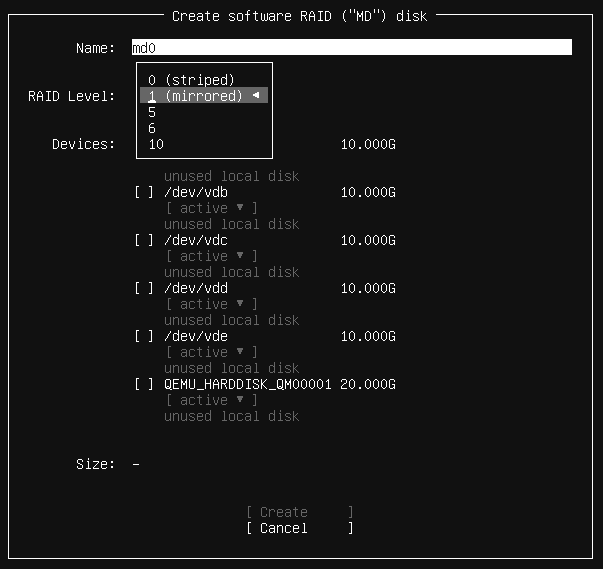 Create software RAID ("MD") disk
Name: md0
RAID Level:
0 (striped)
1 (mirrored) ◂
5
6
10
Devices: 10.000G
unused local disk
[ ] /dev/vdb 10.000G
[ active ▾ ]
unused local disk
[ ] /dev/vdc 10.000G
[ active ▾ ]
unused local disk
[ ] /dev/vdd 10.000G
[ active ▾ ]
unused local disk
[ ] /dev/vde 10.000G
[ active ▾ ]
unused local disk
[ ] QEMU_HARDDISK_QM00001 20.000G
[ active ▾ ]
unused local disk
Size: -
[ Create ]
[ Cancel ]